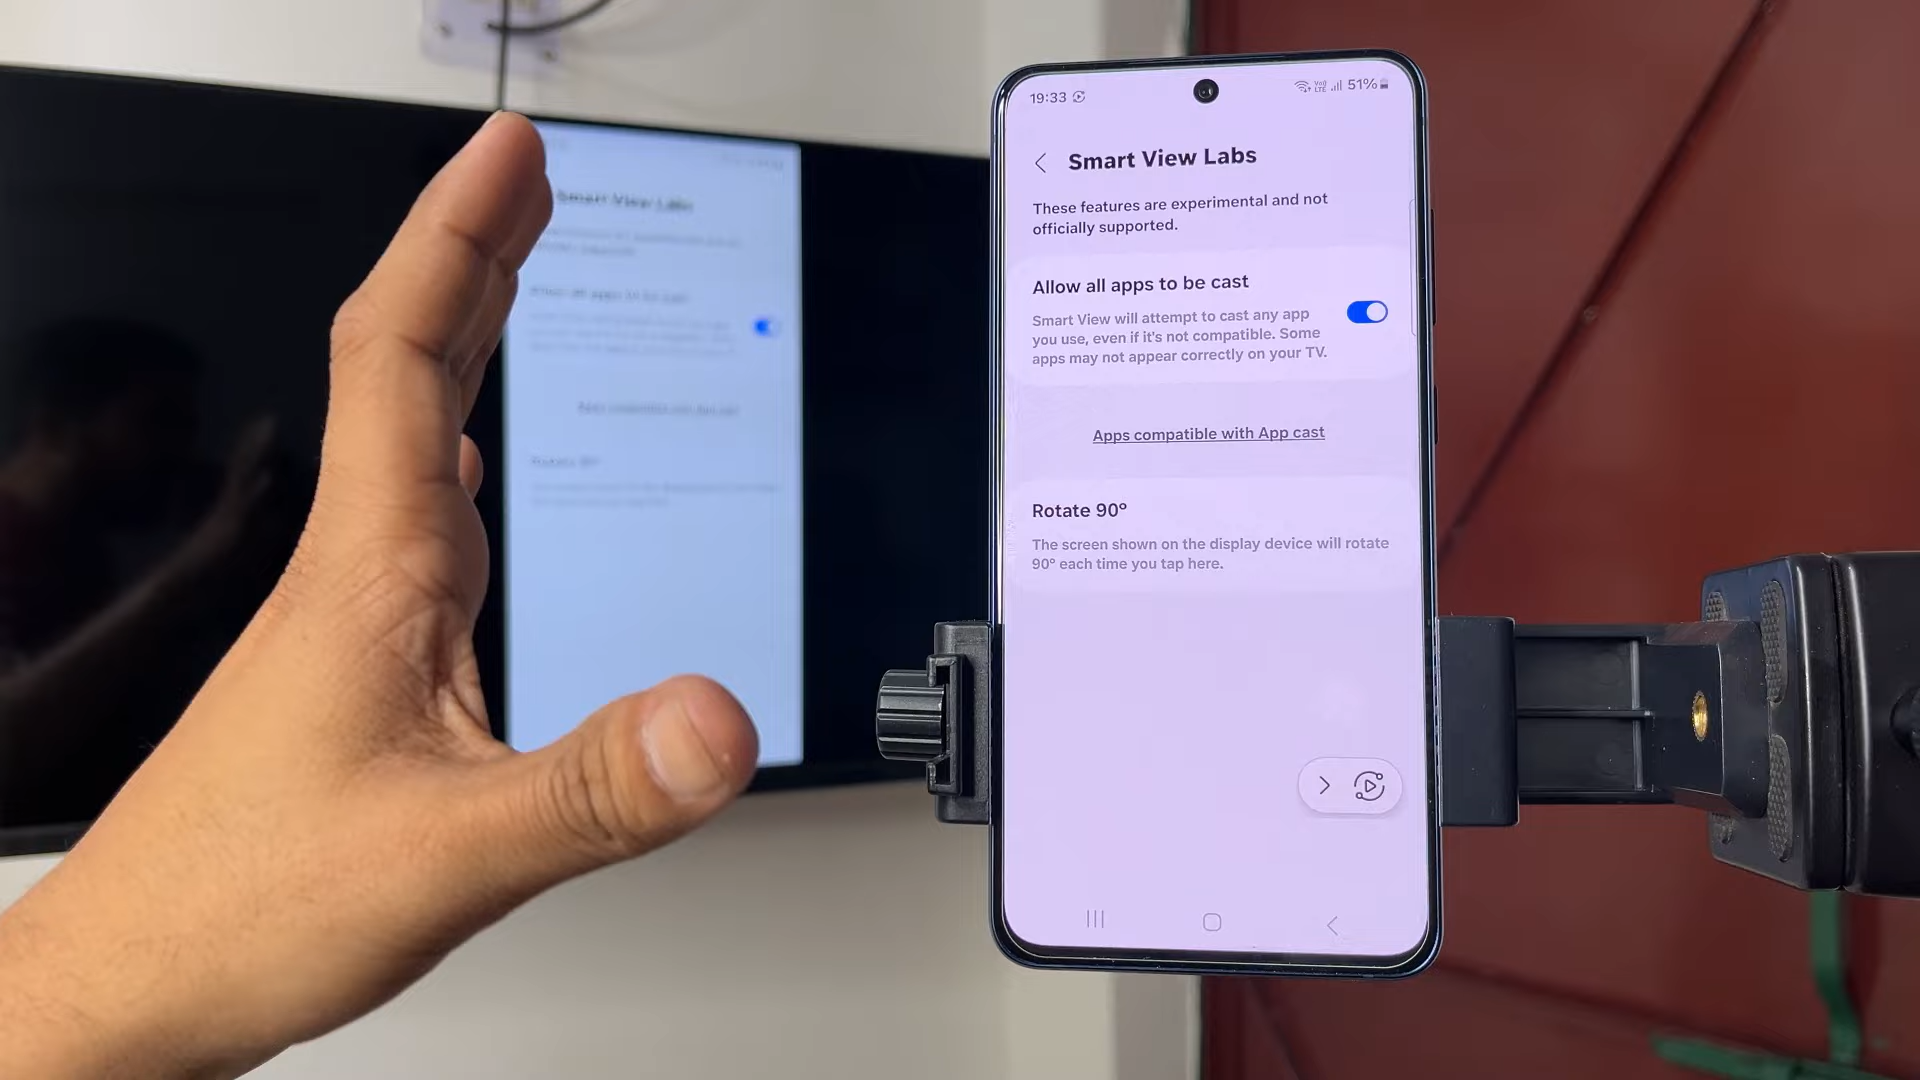 19:33
51%
Smart View Labs
These features are experimental and not
officially supported.
Allow all apps to be cast
Smart View will attempt to cast any app
you use, even if it's not compatible. Some
apps may not appear correctly on your TV.
Apps compatible with App cast
Rotate 90°
The screen shown on the display device will rotate
90° each time you tap here.
Smart View Labs